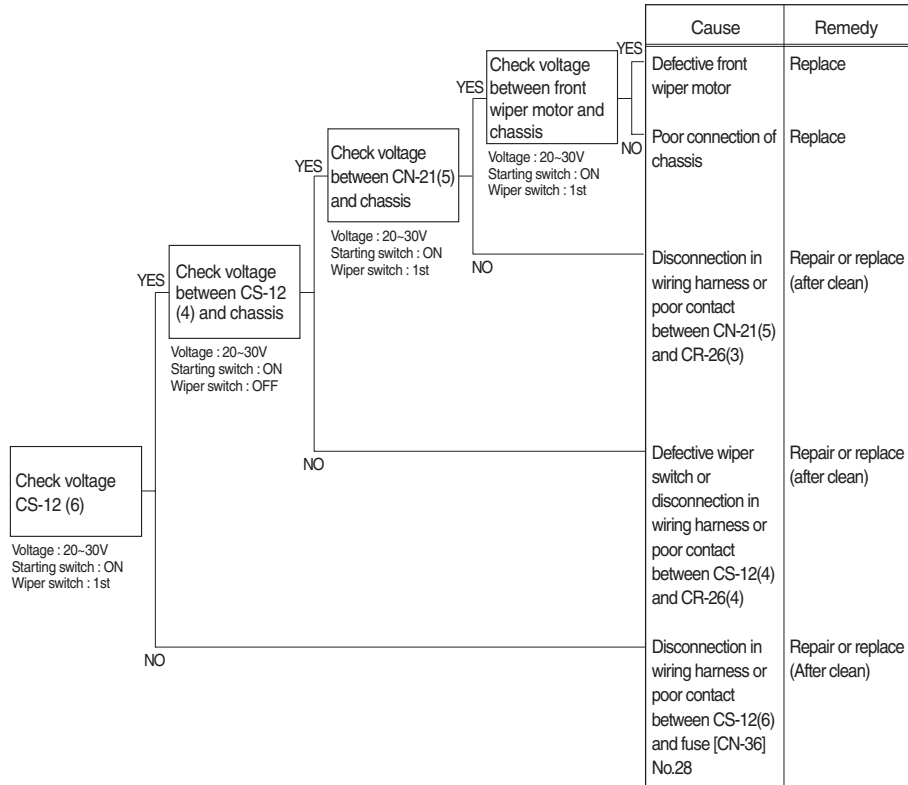 Cause
Remedy
YES
Check voltage
between front
wiper motor and
chassis
YES
Defective front
wiper motor
Replace
NO
Poor connection of
chassis
Replace
Voltage : 20~30V
Starting switch : ON
Wiper switch : 1st
YES
Check voltage
between CN-21(5)
and chassis
Voltage : 20~30V
Starting switch : ON
Wiper switch : 1st
NO
Disconnection in
wiring harness or
poor contact
between CN-21(5)
and CR-26(3)
Repair or replace
(after clean)
YES
Check voltage
between CS-12
(4) and chassis
Voltage : 20~30V
Starting switch : ON
Wiper switch : OFF
NO
Defective wiper
switch or
disconnection in
wiring harness or
poor contact
between CS-12(4)
and CR-26(4)
Repair or replace
(after clean)
Check voltage
CS-12 (6)
Voltage : 20~30V
Starting switch : ON
Wiper switch : 1st
NO
Disconnection in
wiring harness or
poor contact
between CS-12(6)
and fuse [CN-36]
No.28
Repair or replace
(After clean)